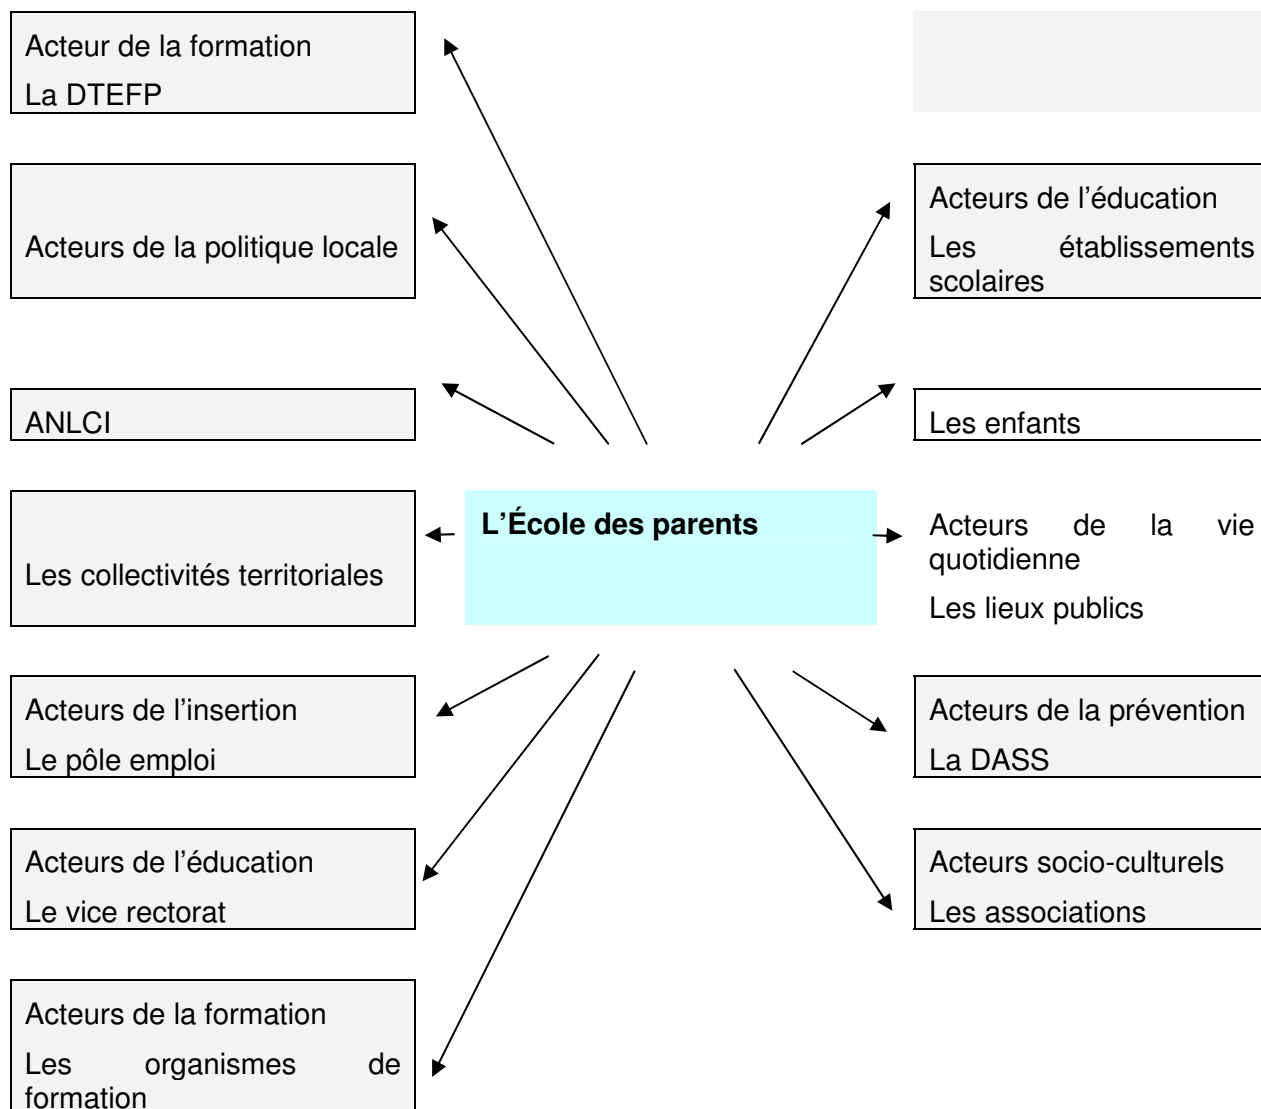 Acteur de la formation
La DTEFP
Acteurs de la politique locale
ANLCI
Les collectivités territoriales
Acteurs de l’insertion
Le pôle emploi
Acteurs de l’éducation
Le vice rectorat
Acteurs de la formation
Les organismes de
formation
L’École des parents
Acteurs de l’éducation
Les établissements
scolaires
Les enfants
Acteurs de la vie
quotidienne
Les lieux publics
Acteurs de la prévention
La DASS
Acteurs socio-culturels
Les associations